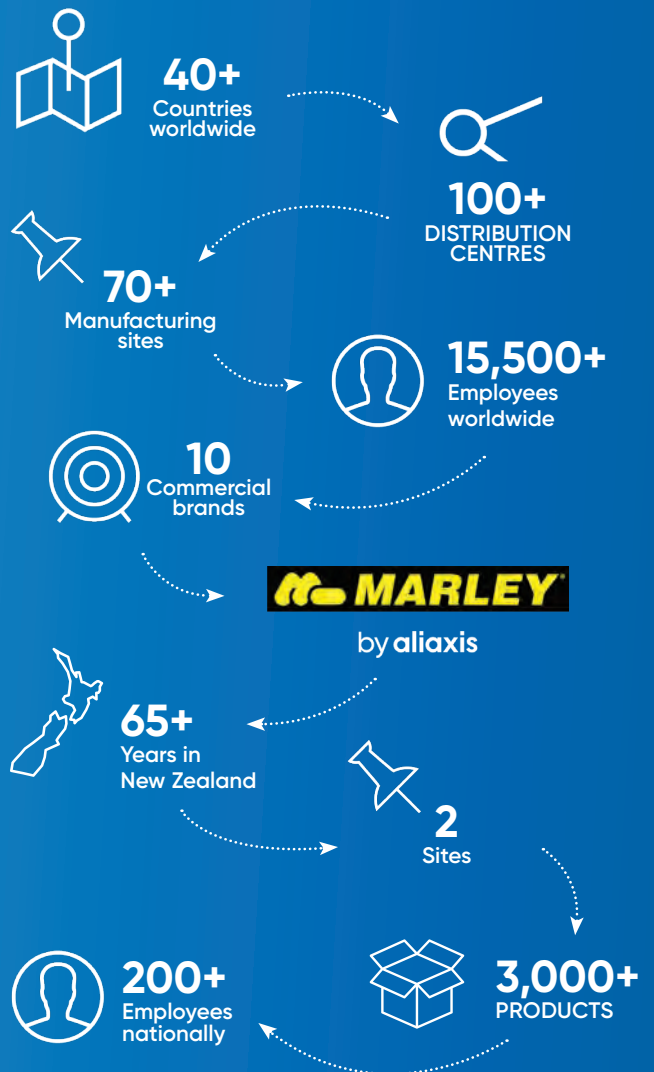 40+
Countries
worldwide
100+
DISTRIBUTION
CENTRES
70+
Manufacturing
sites
15,500+
Employees
worldwide
10
Commercial
brands
MARLEY
by aliaxis
65+
Years in
New Zealand
2
Sites
3,000+
PRODUCTS
200+
Employees
nationally